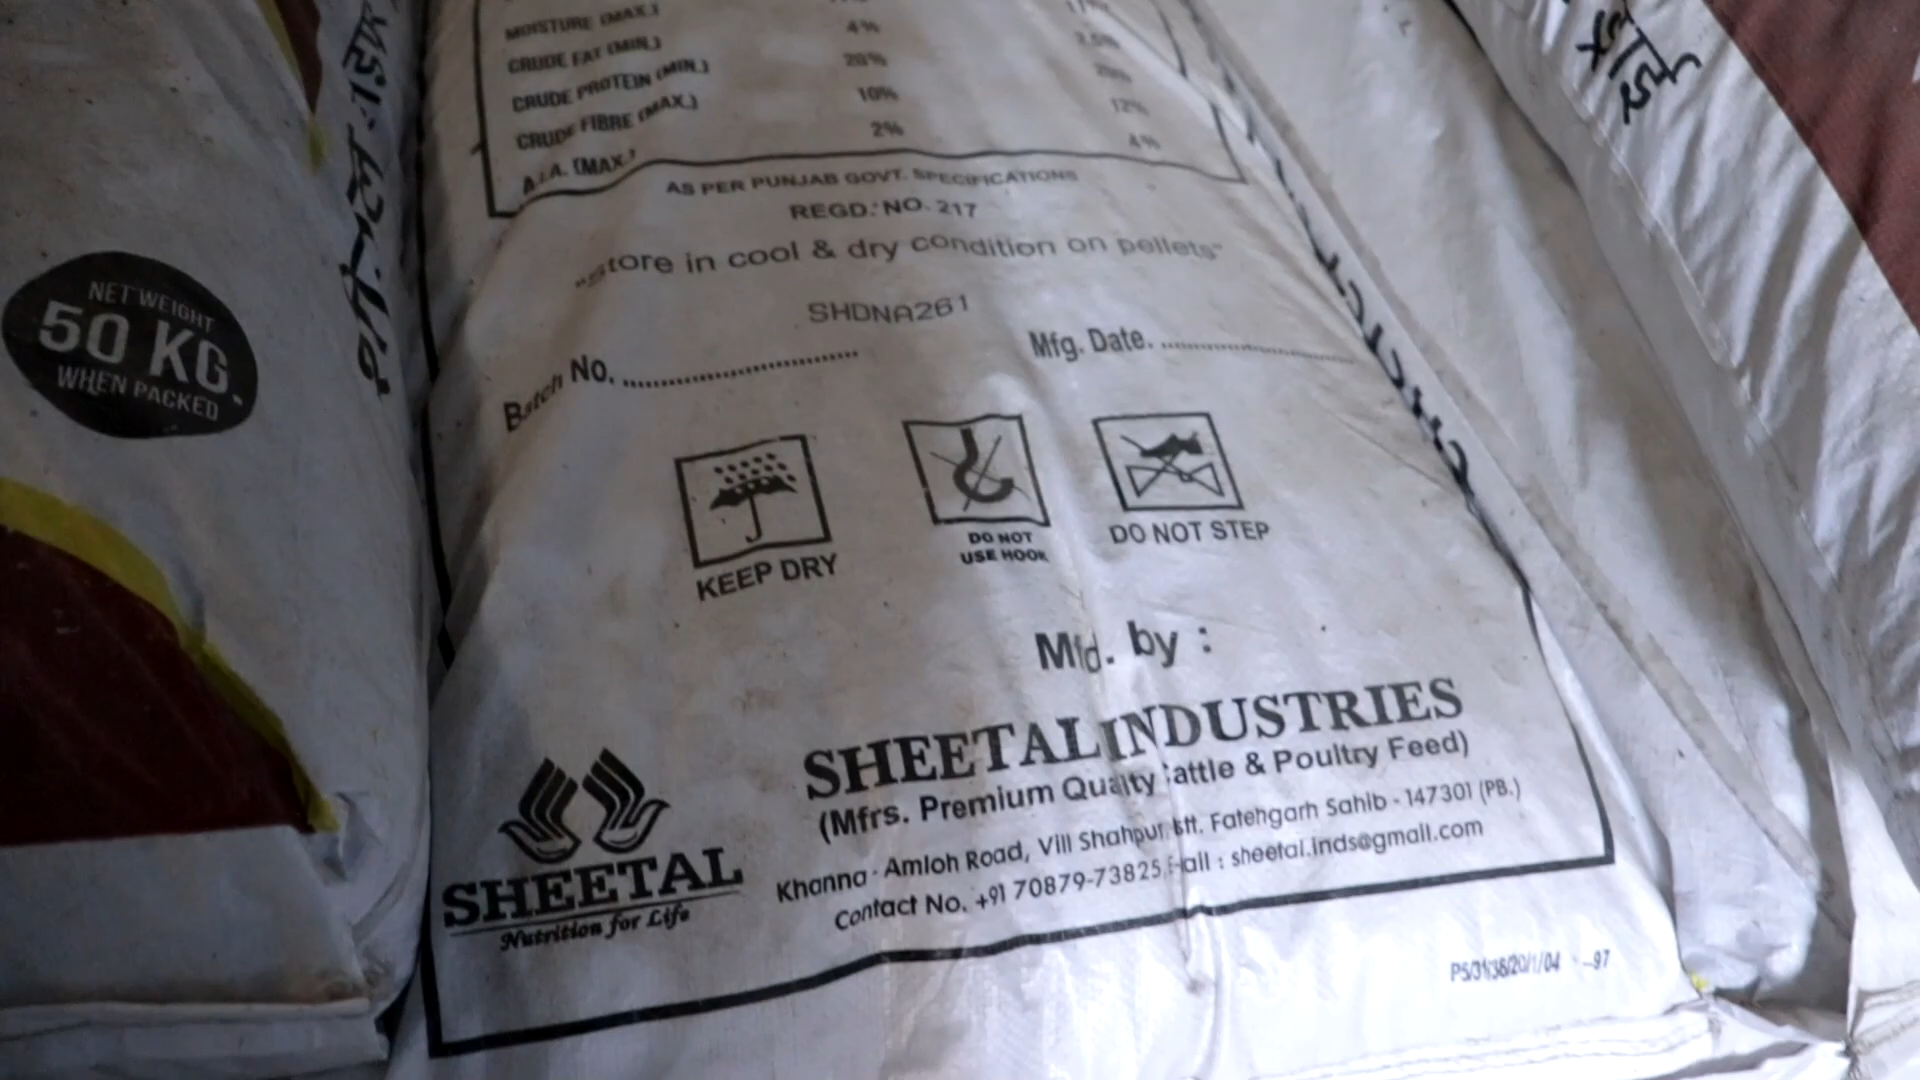 MOISTURE (MAX.)
CRUDE FAT (MIN.) 4% 2.5%
CRUDE PROTEIN (MIN.) 20% 20%
CRUDE FIBRE (MAX.) 10% 12%
A.I.A. (MAX.) 2% 4%
AS PER PUNJAB GOVT. SPECIFICATIONS
REGD. NO. 217
"Store in cool & dry condition on pellets"
SHDNA261
Batch No. ........................ Mfg. Date. ........................
KEEP DRY
DO NOT
USE HOOK
DO NOT STEP
Mfd. by :
SHEETAL INDUSTRIES
(Mfrs. Premium Quality Cattle & Poultry Feed)
Khanna - Amloh Road, Vill Shahpur, Fatehgarh Sahib - 147301 (PB.)
Contact No. +91 70879-73825, : sheetal.inds@gmail.com
SHEETAL
Nutrition for Life
NET WEIGHT
50 KG.
WHEN PACKED